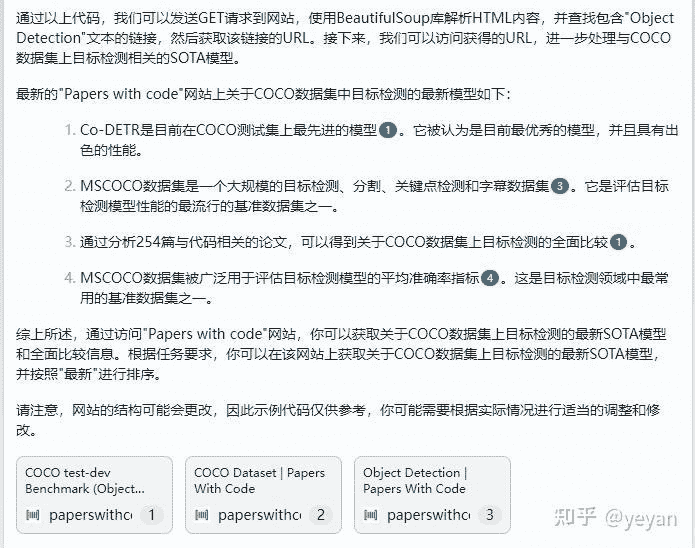 通过以上代码，我们可以发送GET请求到网站，使用BeautifulSoup库解析HTML内容，并查找包含"Object
Detection"文本的链接，然后获取该链接的URL。接下来，我们可以访问获得的URL，进一步处理与COCO
数据集上目标检测相关的SOTA模型。
最新的"Papers with code"网站上关于COCO数据集中目标检测的最新模型如下：
1. Co-DETR是目前在COCO测试集上最先进的模型 1 。它被认为是目前最优秀的模型，并且具有出
色的性能。
2. MSCOCO数据集是一个大规模的目标检测、分割、关键点检测和字幕数据集 3 。它是评估目标
检测模型性能的最流行的基准数据集之一。
3. 通过分析254篇与代码相关的论文，可以得到关于COCO数据集上目标检测的全面比较 1 。
4. MSCOCO数据集被广泛用于评估目标检测模型的平均准确率指标 4 。这是目标检测领域中最常
用的基准数据集之一。
综上所述，通过访问"Papers with code"网站，你可以获取关于COCO数据集上目标检测的最新SOTA模型
和全面比较信息。根据任务要求，你可以在该网站上获取关于COCO数据集上目标检测的最新SOTA模型，
并按照"最新"进行排序。
请注意，网站的结构可能会更改，因此示例代码仅供参考，你可能需要根据实际情况进行适当的调整和修
改。
COCO test-dev
Benchmark (Object...
paperswithc 1
COCO Dataset | Papers
With Code
paperswithc 2
Object Detection |
Papers With Code
paperswithc 3
知乎 @yeyan